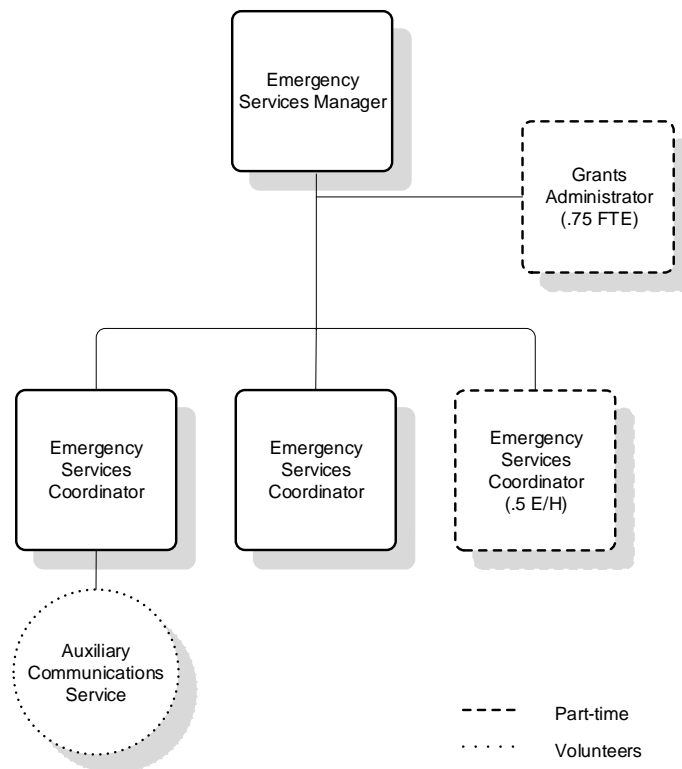 Emergency
Services Manager
Grants
Administrator
(.75 FTE)
Emergency
Services
Coordinator
Emergency
Services
Coordinator
Emergency
Services
Coordinator
(.5 E/H)
Auxiliary
Communications
Service
Part-time
Volunteers